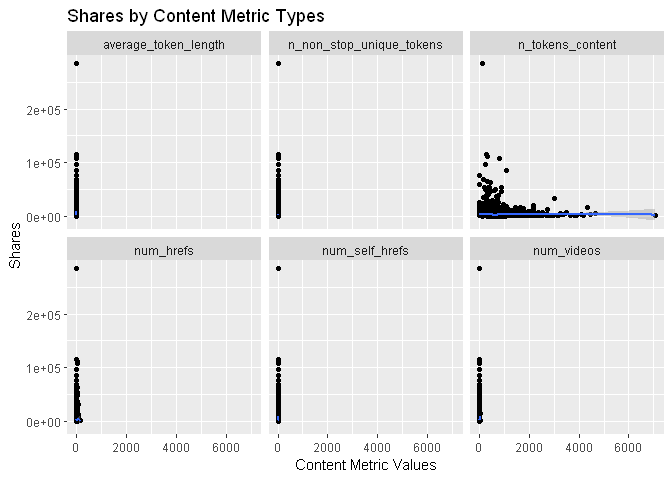 Shares by Content Metric Types
average_token_length n_non_stop_unique_tokens n_tokens_content
2e+05
1e+05
0e+00
num_hrefs num_self_hrefs num_videos
2e+05
1e+05
0e+00
Shares
0 2000 4000 6000 0 2000 4000 6000 0 2000 4000 6000
Content Metric Values